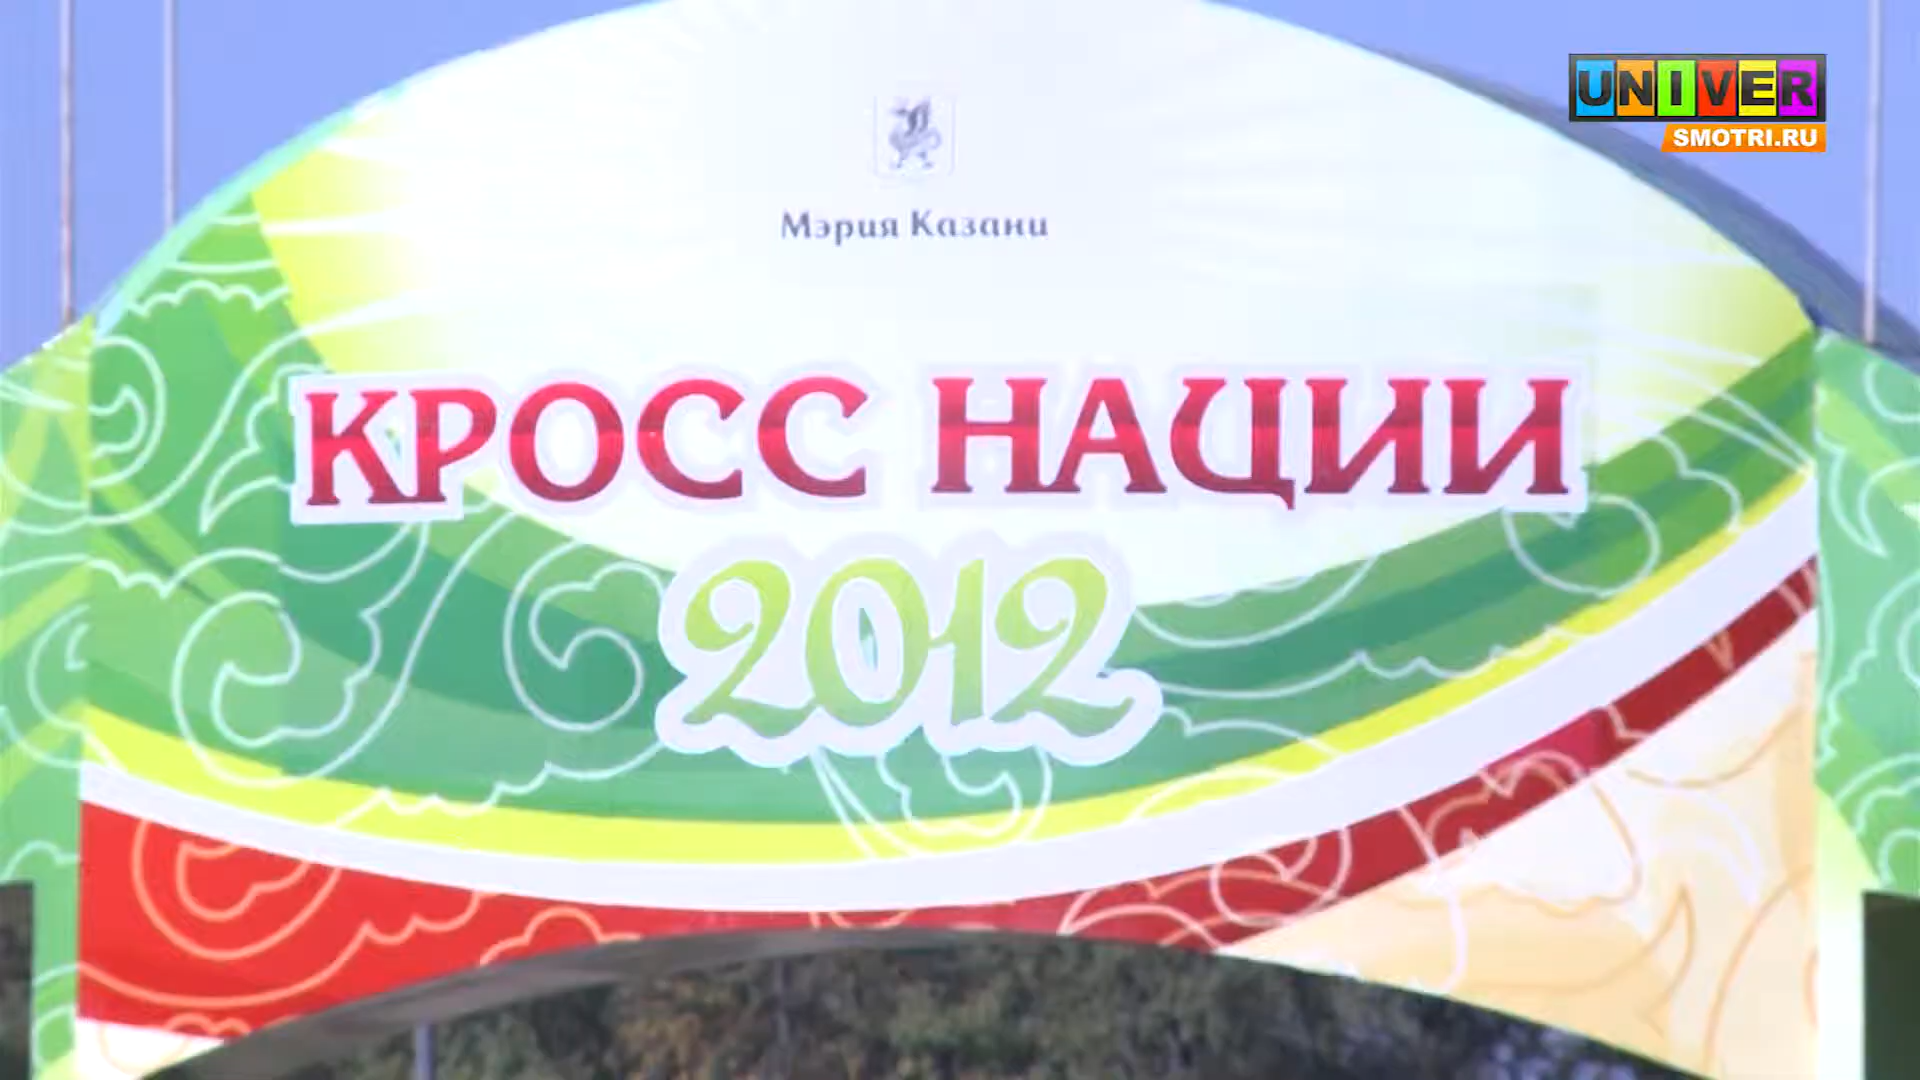 UNIVER
SMOTRI.RU
Мэрия Казани
КРОСС НАЦИИ
2012